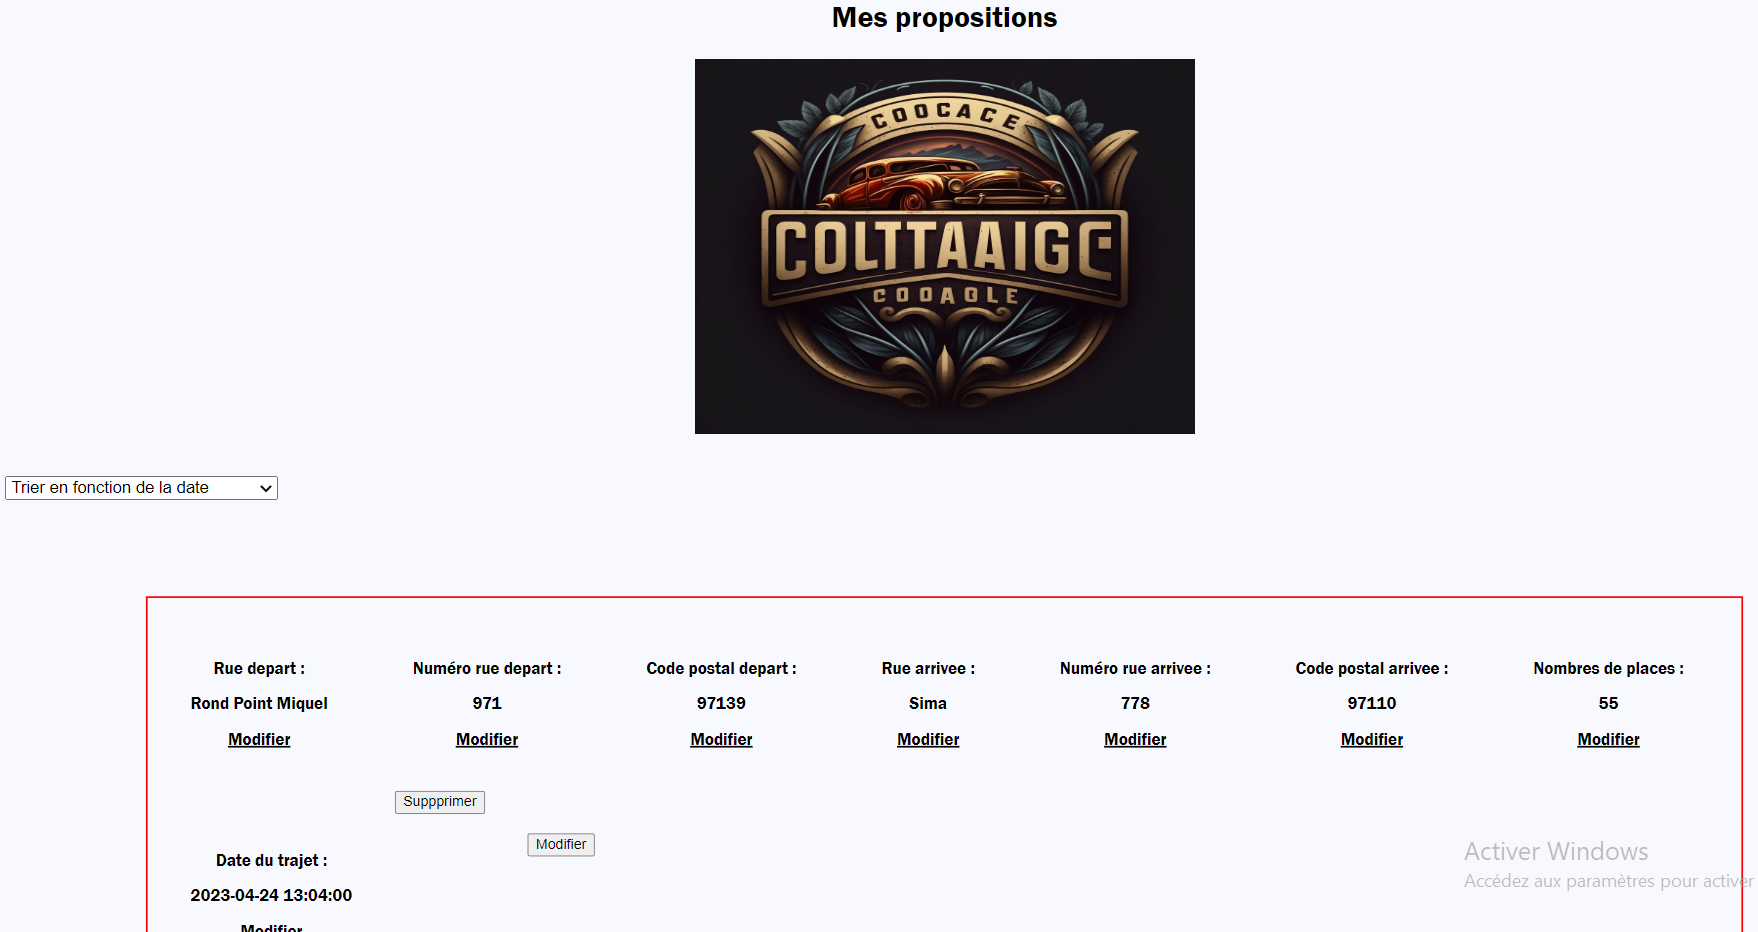 Mes propositions
COOCACE
COLTTAAIGE
COOAOLE
Trier en fonction de la date
Rue depart : Numéro rue depart : Code postal depart : Rue arrivee : Numéro rue arrivee : Code postal arrivee : Nombres de places :
Rond Point Miquel 971 97139 Sima 778 97110 55
Modifier Modifier Modifier Modifier Modifier Modifier Modifier
Suppprimer
Modifier
Date du trajet :
2023-04-24 13:04:00
Modifier
Activer Windows
Accédez aux paramètres pour activer